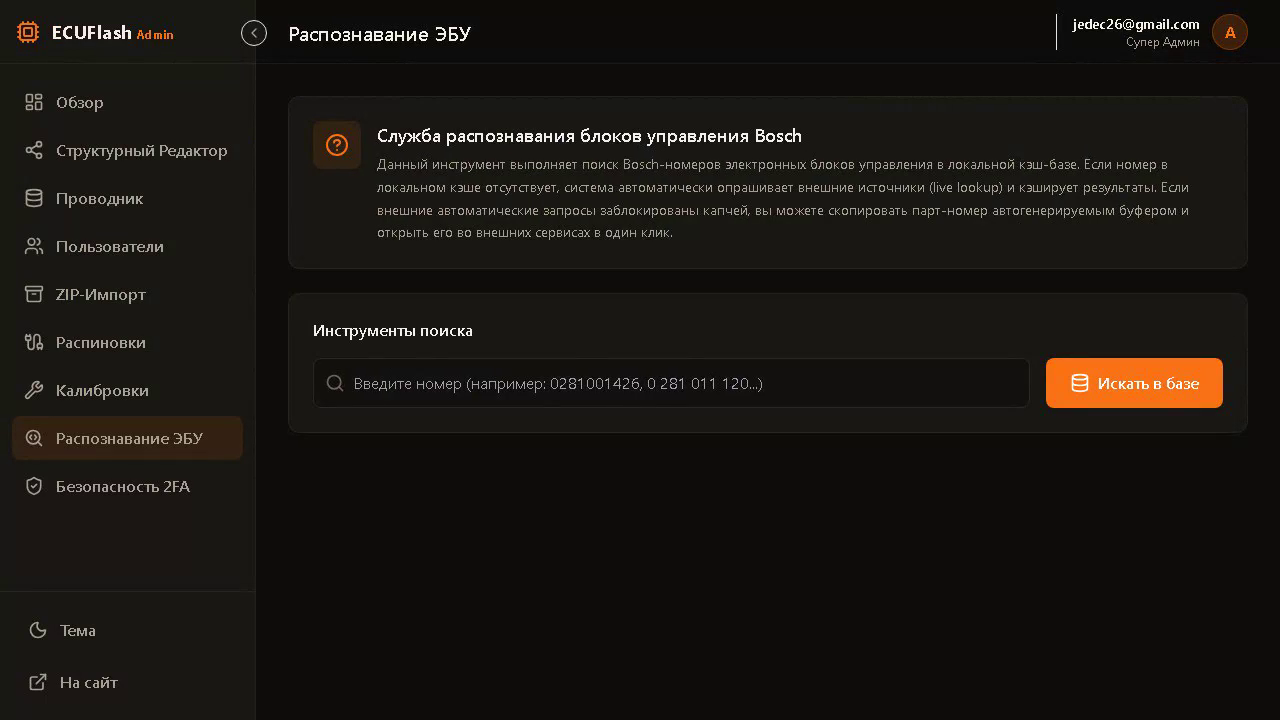 ECUFlash Admin
Распознавание ЭБУ
jedec26@gmail.com
Супер Админ
A
Обзор
Структурный Редактор
Проводник
Пользователи
ZIP-Импорт
Распиновки
Калибровки
Распознавание ЭБУ
Безопасность 2FA
Тема
На сайт
Служба распознавания блоков управления Bosch
Данный инструмент выполняет поиск Bosch-номеров электронных блоков управления в локальной кэш-базе. Если номер в
локальном кэше отсутствует, система автоматически опрашивает внешние источники (live lookup) и кэширует результаты. Если
внешние автоматические запросы заблокированы капчей, вы можете скопировать парт-номер автогенерируемым буфером и
открыть его во внешних сервисах в один клик.
Инструменты поиска
Введите номер (например: 0281001426, 0 281 011 120...)
Искать в базе